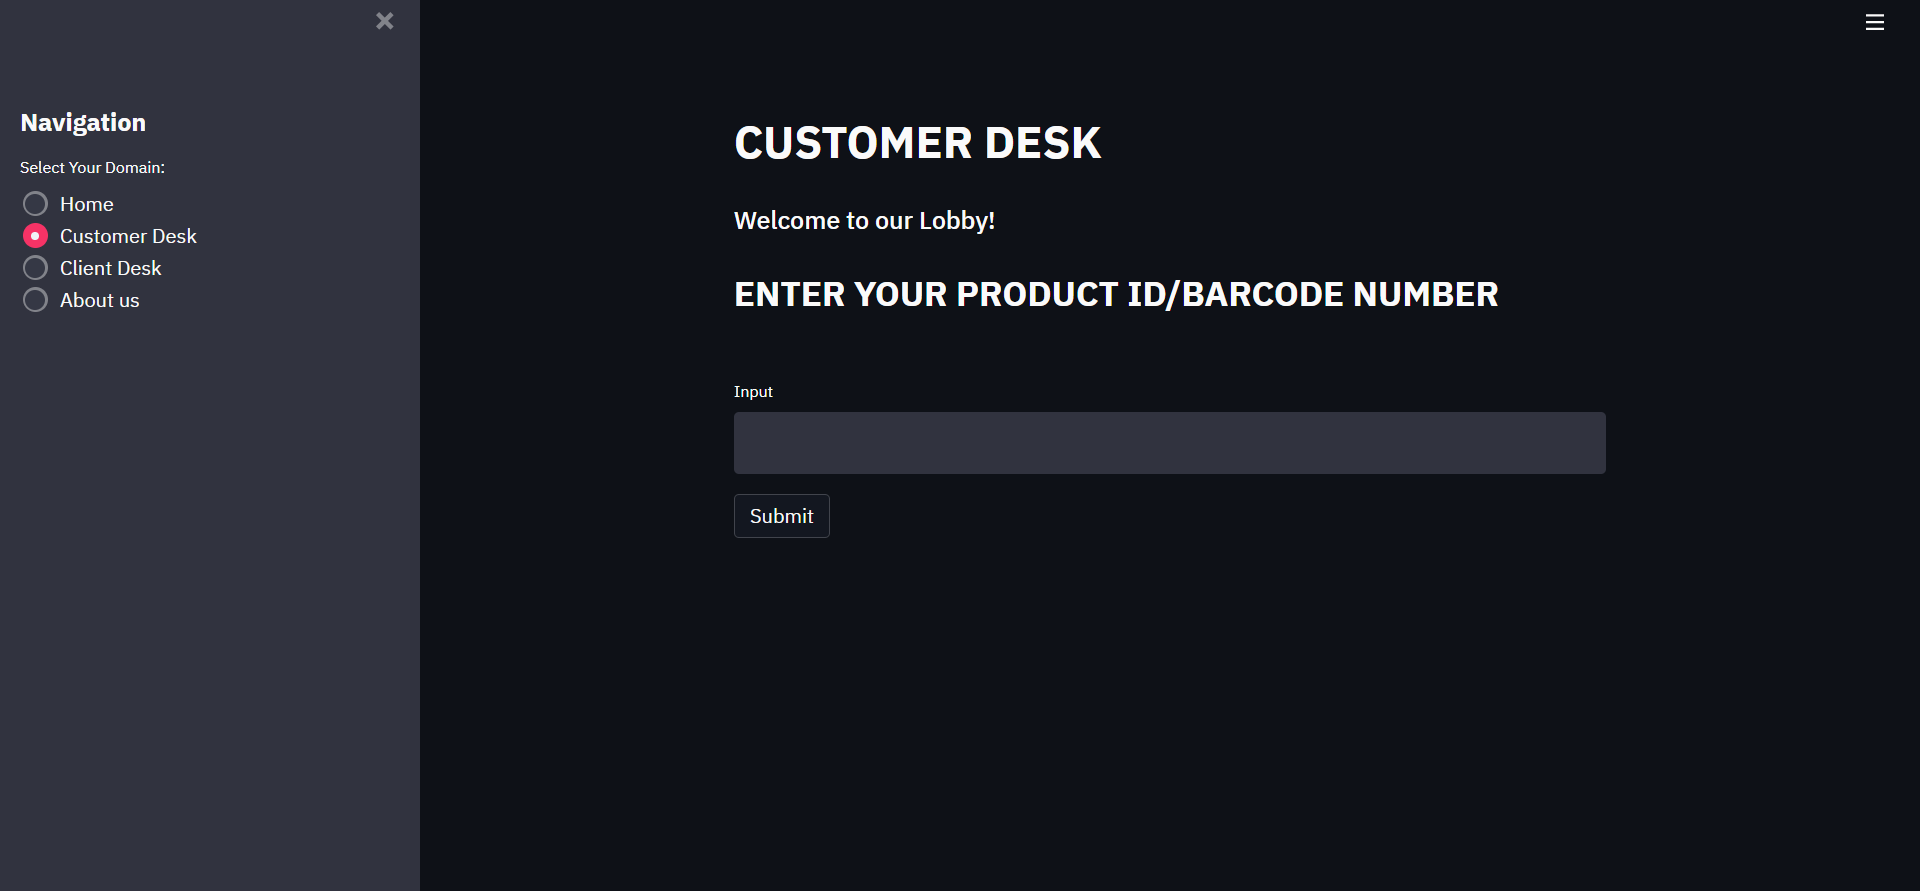 Navigation
Select Your Domain:
Home
Customer Desk
Client Desk
About us
CUSTOMER DESK
Welcome to our Lobby!
ENTER YOUR PRODUCT ID/BARCODE NUMBER
Input
Submit